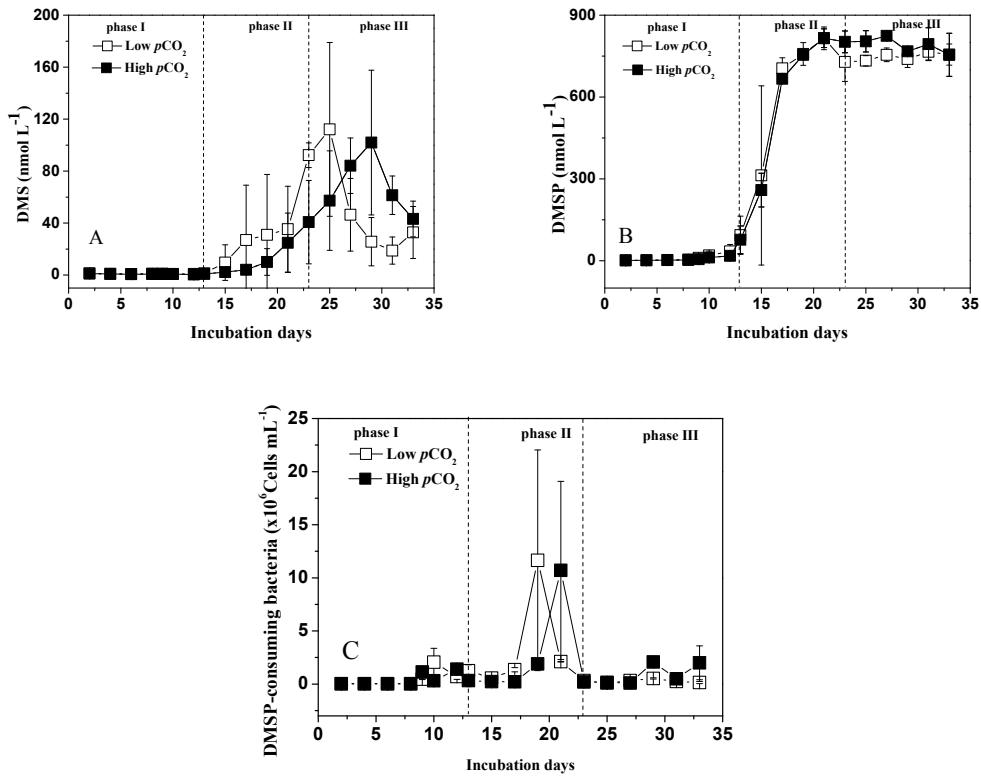 phase I
phase II
phase III
Low pCO₂
High pCO₂
200
160
120
80
40
0
DMS (nmol L⁻¹)
A
0 5 10 15 20 25 30 35
Incubation days
phase I
phase II
phase III
Low pCO₂
High pCO₂
900
600
300
0
DMSP (nmol L⁻¹)
B
0 5 10 15 20 25 30 35
Incubation days
phase I
phase II
phase III
Low pCO₂
High pCO₂
25
20
15
10
5
0
DMSP-consuming bacteria (x10⁶Cells mL⁻¹)
C
0 5 10 15 20 25 30 35
Incubation days